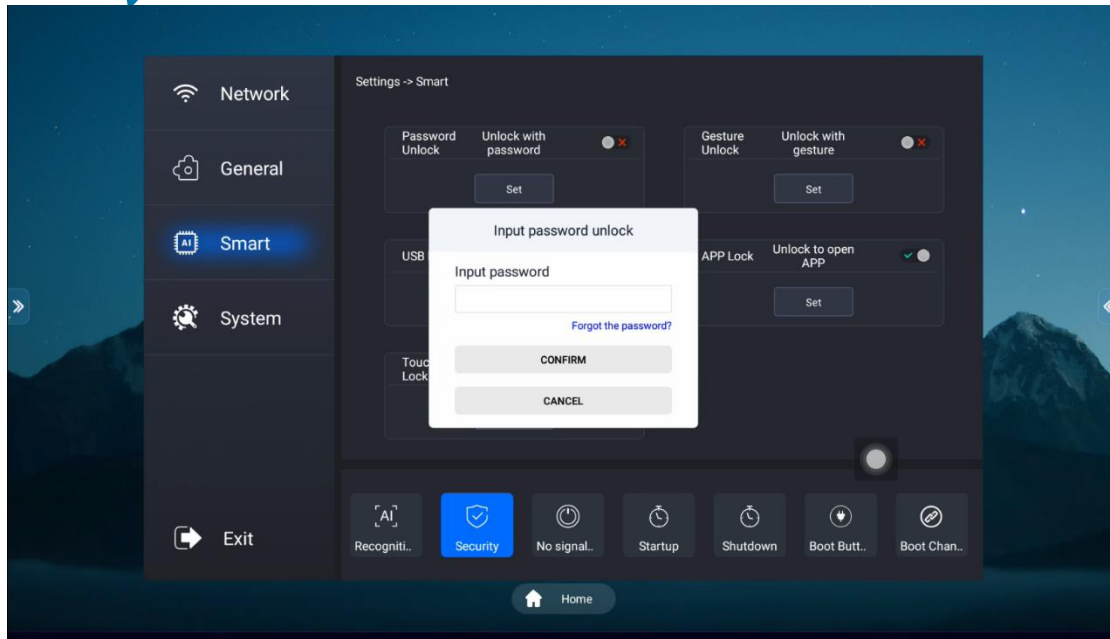 Network
General
AI
Smart
System
Exit
Settings -> Smart
Password
Unlock
Unlock with
password
Set
Gesture
Unlock
Unlock with
gesture
Set
USB
APP Lock
Unlock to open
APP
Set
Touc
Lock
Input password unlock
Input password
Forgot the password?
CONFIRM
CANCEL
[AI]
Recogniti..
Security
No signal..
Startup
Shutdown
Boot Butt..
Boot Chan..
Home